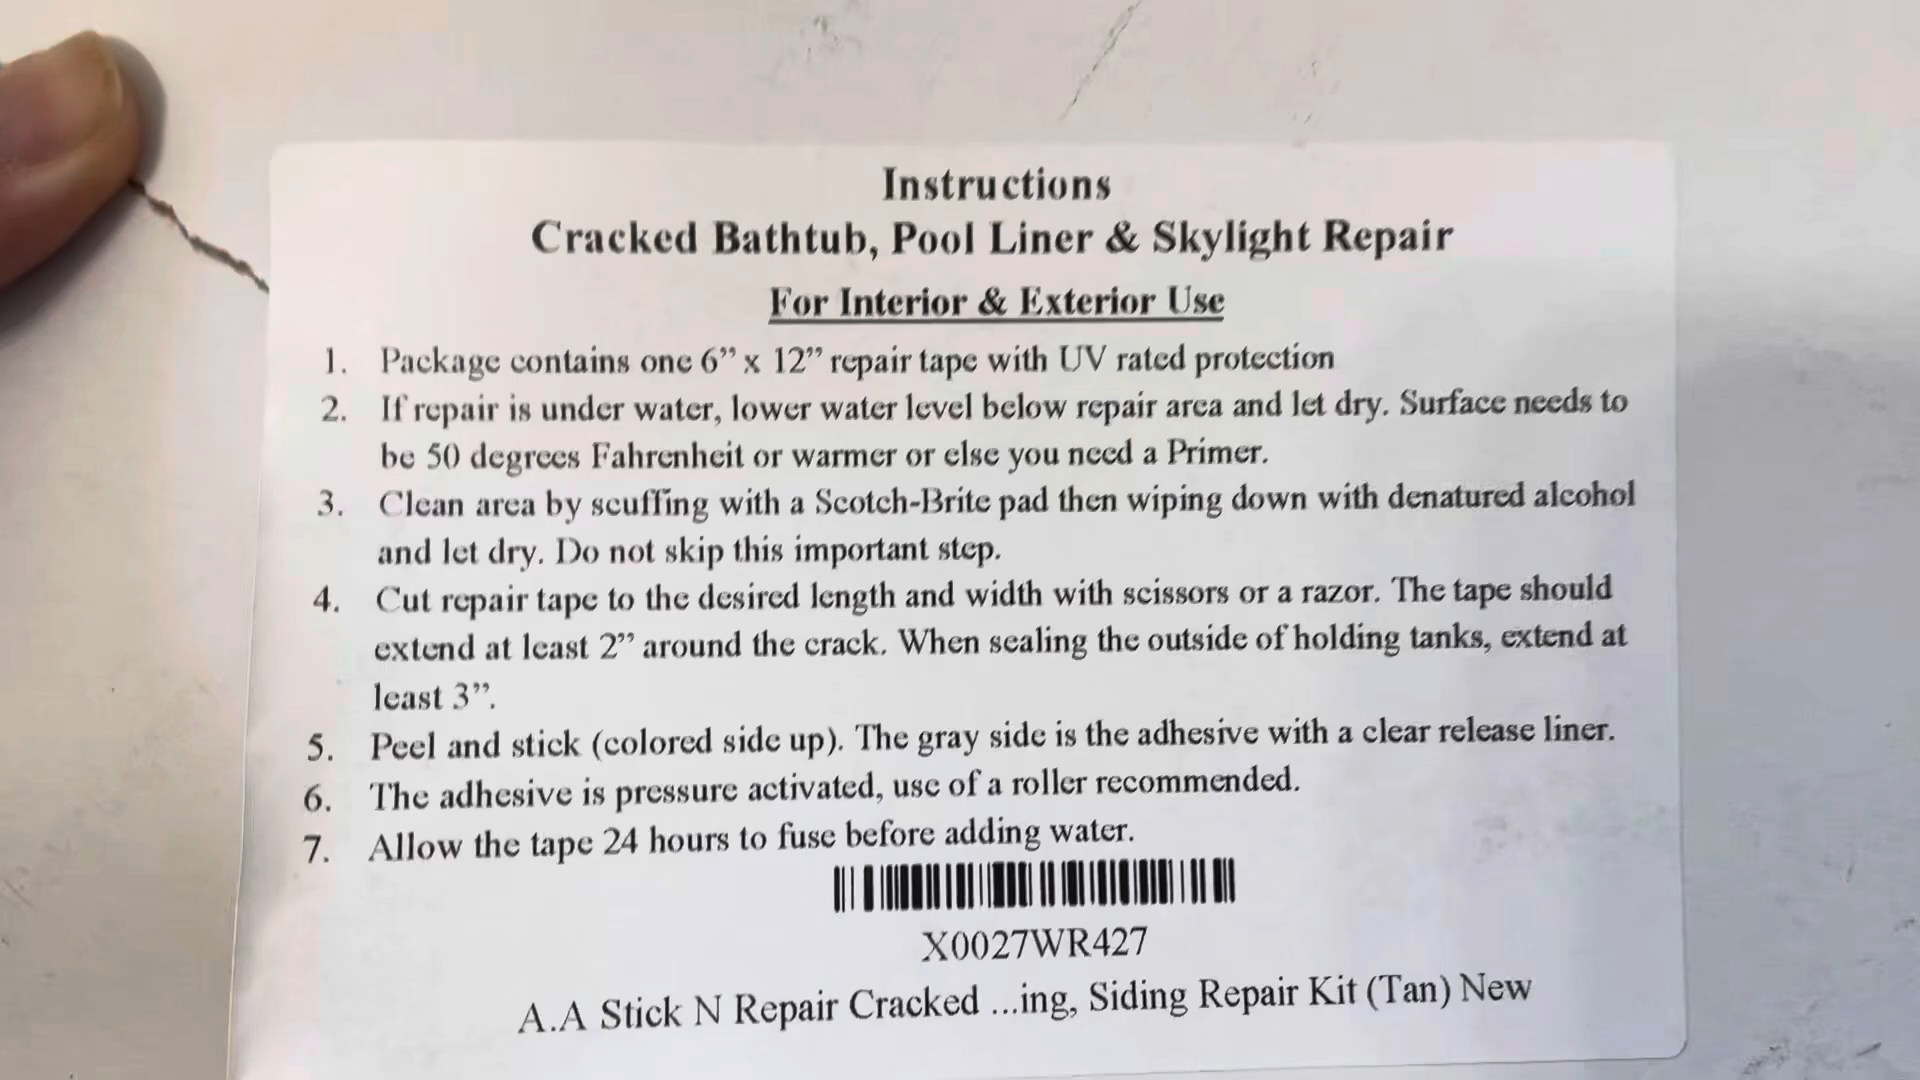 Instructions
Cracked Bathtub, Pool Liner & Skylight Repair
For Interior & Exterior Use
1. Package contains one 6” x 12” repair tape with UV rated protection
2. If repair is under water, lower water level below repair area and let dry. Surface needs to
be 50 degrees Fahrenheit or warmer or else you need a Primer.
3. Clean area by scuffing with a Scotch-Brite pad then wiping down with denatured alcohol
and let dry. Do not skip this important step.
4. Cut repair tape to the desired length and width with scissors or a razor. The tape should
extend at least 2” around the crack. When sealing the outside of holding tanks, extend at
least 3”.
5. Peel and stick (colored side up). The gray side is the adhesive with a clear release liner.
6. The adhesive is pressure activated, use of a roller recommended.
7. Allow the tape 24 hours to fuse before adding water.
X0027WR427
A.A Stick N Repair Cracked ...ing, Siding Repair Kit (Tan) New